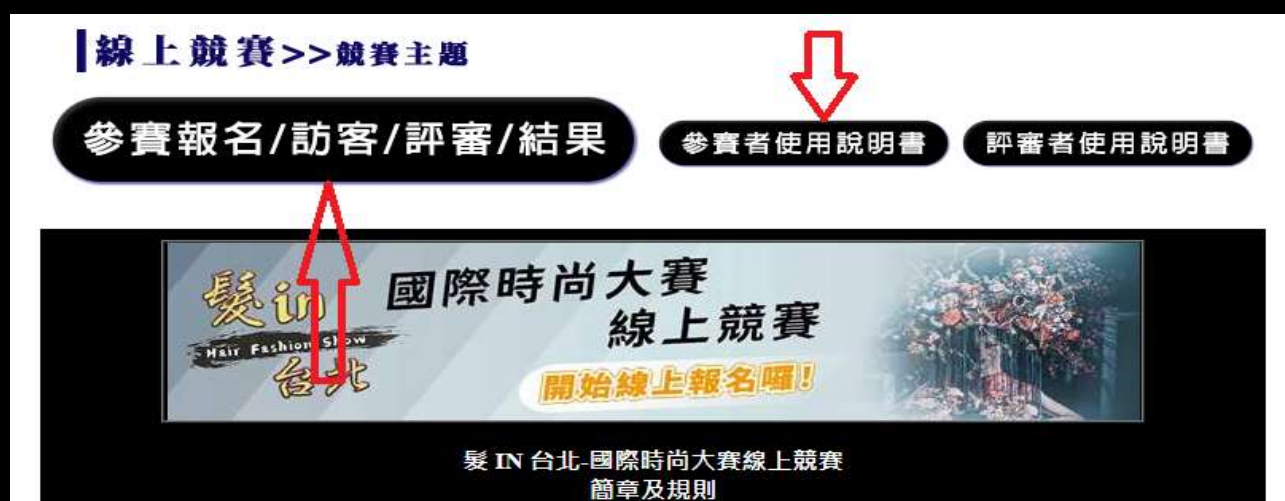 線上競賽>>競賽主題
參賽報名/訪客/評審/結果
參賽者使用說明書
評審者使用說明書
髮in
Hair Fashion Show
台北
國際時尚大賽
線上競賽
開始線上報名囉！
髮 IN 台北-國際時尚大賽線上競賽
簡章及規則